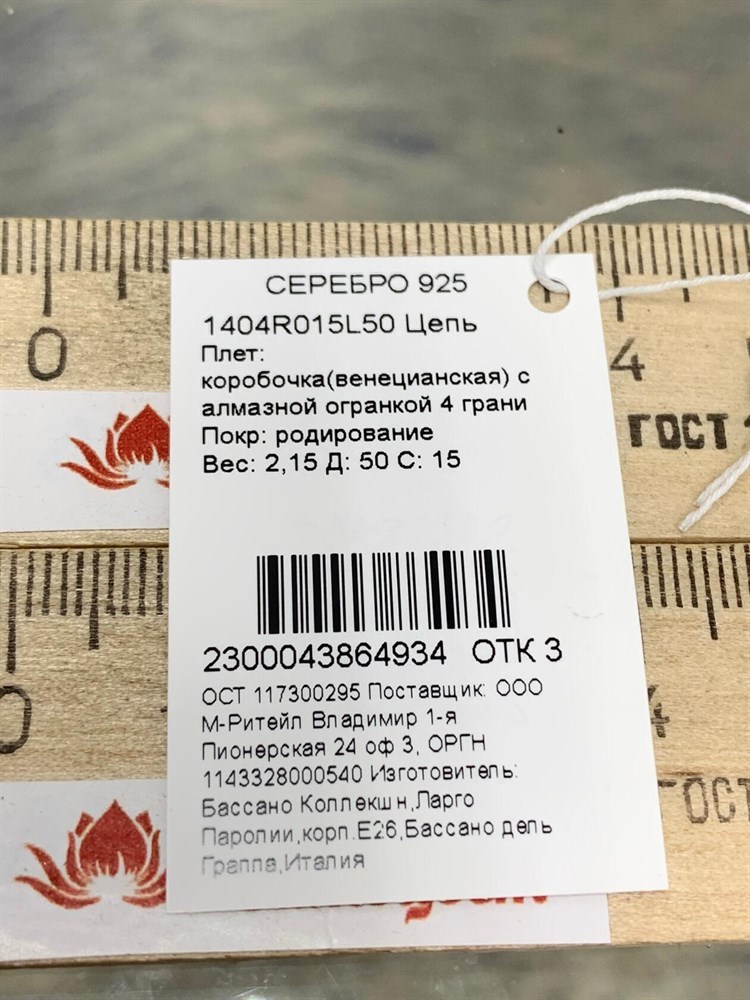 СЕРЕБРО 925
1404R015L50 Цепь
Плет:
коробочка(венецианская) с
алмазной огранкой 4 грани
Покр: родирование
Вес: 2,15 Д: 50 С: 15
2300043864934 ОТК 3
ОСТ 117300295 Поставщик: ООО
М-Ритейл Владимир 1-я
Пионерская 24 оф 3, ОРГН
1143328000540 Изготовитель:
Бассано Коллекшн,Ларго
Паролии,корп.Е26,Бассано дель
Граппа,Италия
0
4
ГОСТ
0
4
ГОСТ